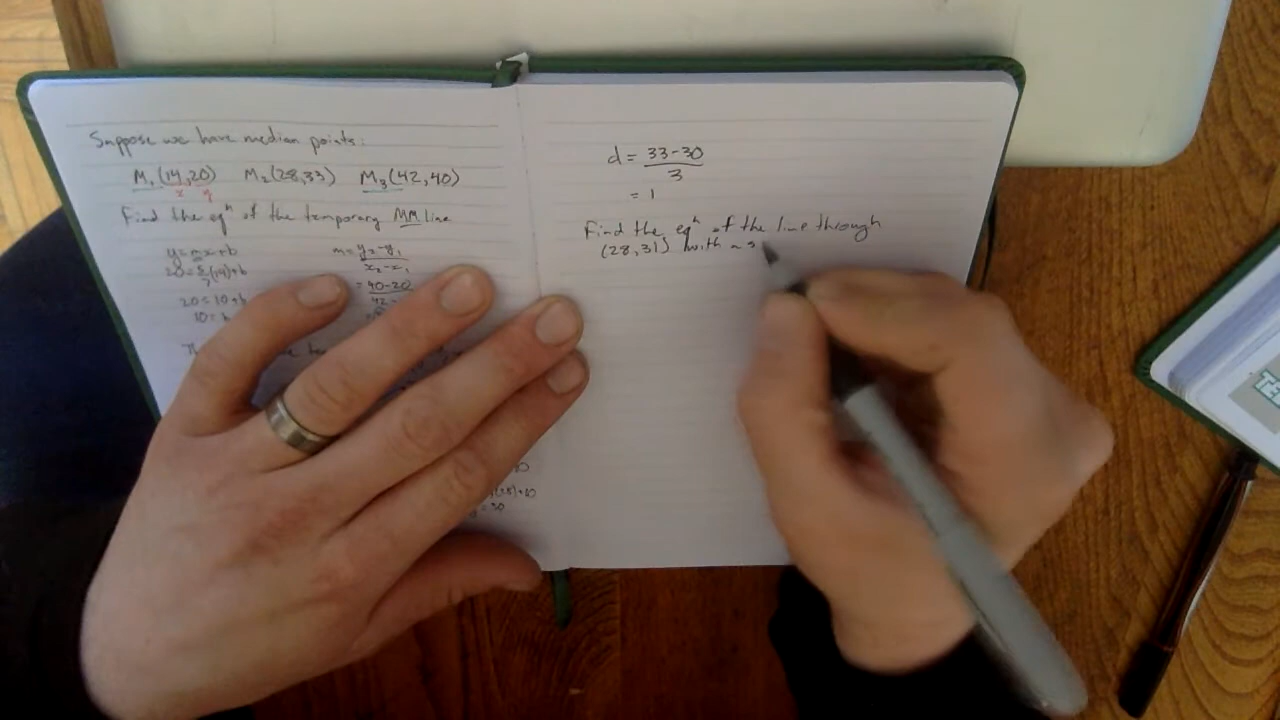 Suppose we have median points:
M₁(14,20) M₂(28,33) M₃(42,40)
x y
Find the eqⁿ of the temporary MM line
y=mx+b
m=y₂-y₁
x₂-x₁
20=5/7(14)+b
=40-20
42-
20=10+b
10=b
d = 33-30
3
= 1
Find the eqⁿ of the line through
(28,31) with a s